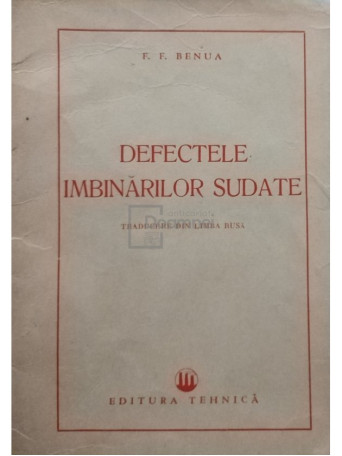 F. F. BENUA
DEFECTELE
IMBINĂRILOR SUDATE
TRADUCERE DIN LIMBA RUSĂ
EDITURA TEHNICĂ